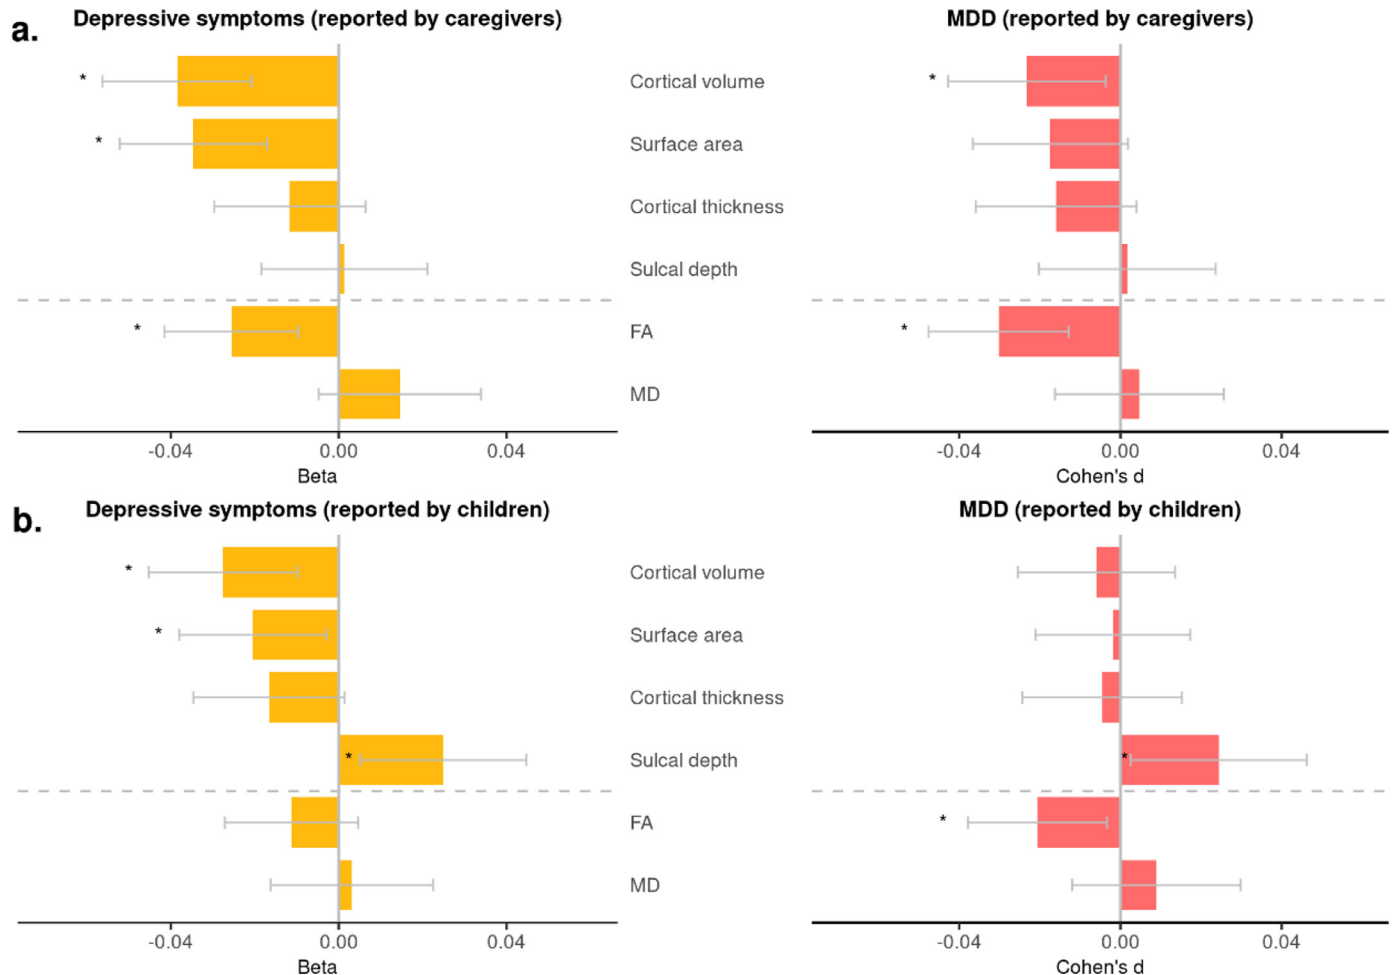 a.
Depressive symptoms (reported by caregivers)
MDD (reported by caregivers)
* Cortical volume *
* Surface area
Cortical thickness
Sulcal depth
* FA *
MD
-0.04 0.00 0.04 -0.04 0.00 0.04
Beta Cohen's d
b.
Depressive symptoms (reported by children)
MDD (reported by children)
* Cortical volume
* Surface area
Cortical thickness
* Sulcal depth *
FA *
MD
-0.04 0.00 0.04 -0.04 0.00 0.04
Beta Cohen's d